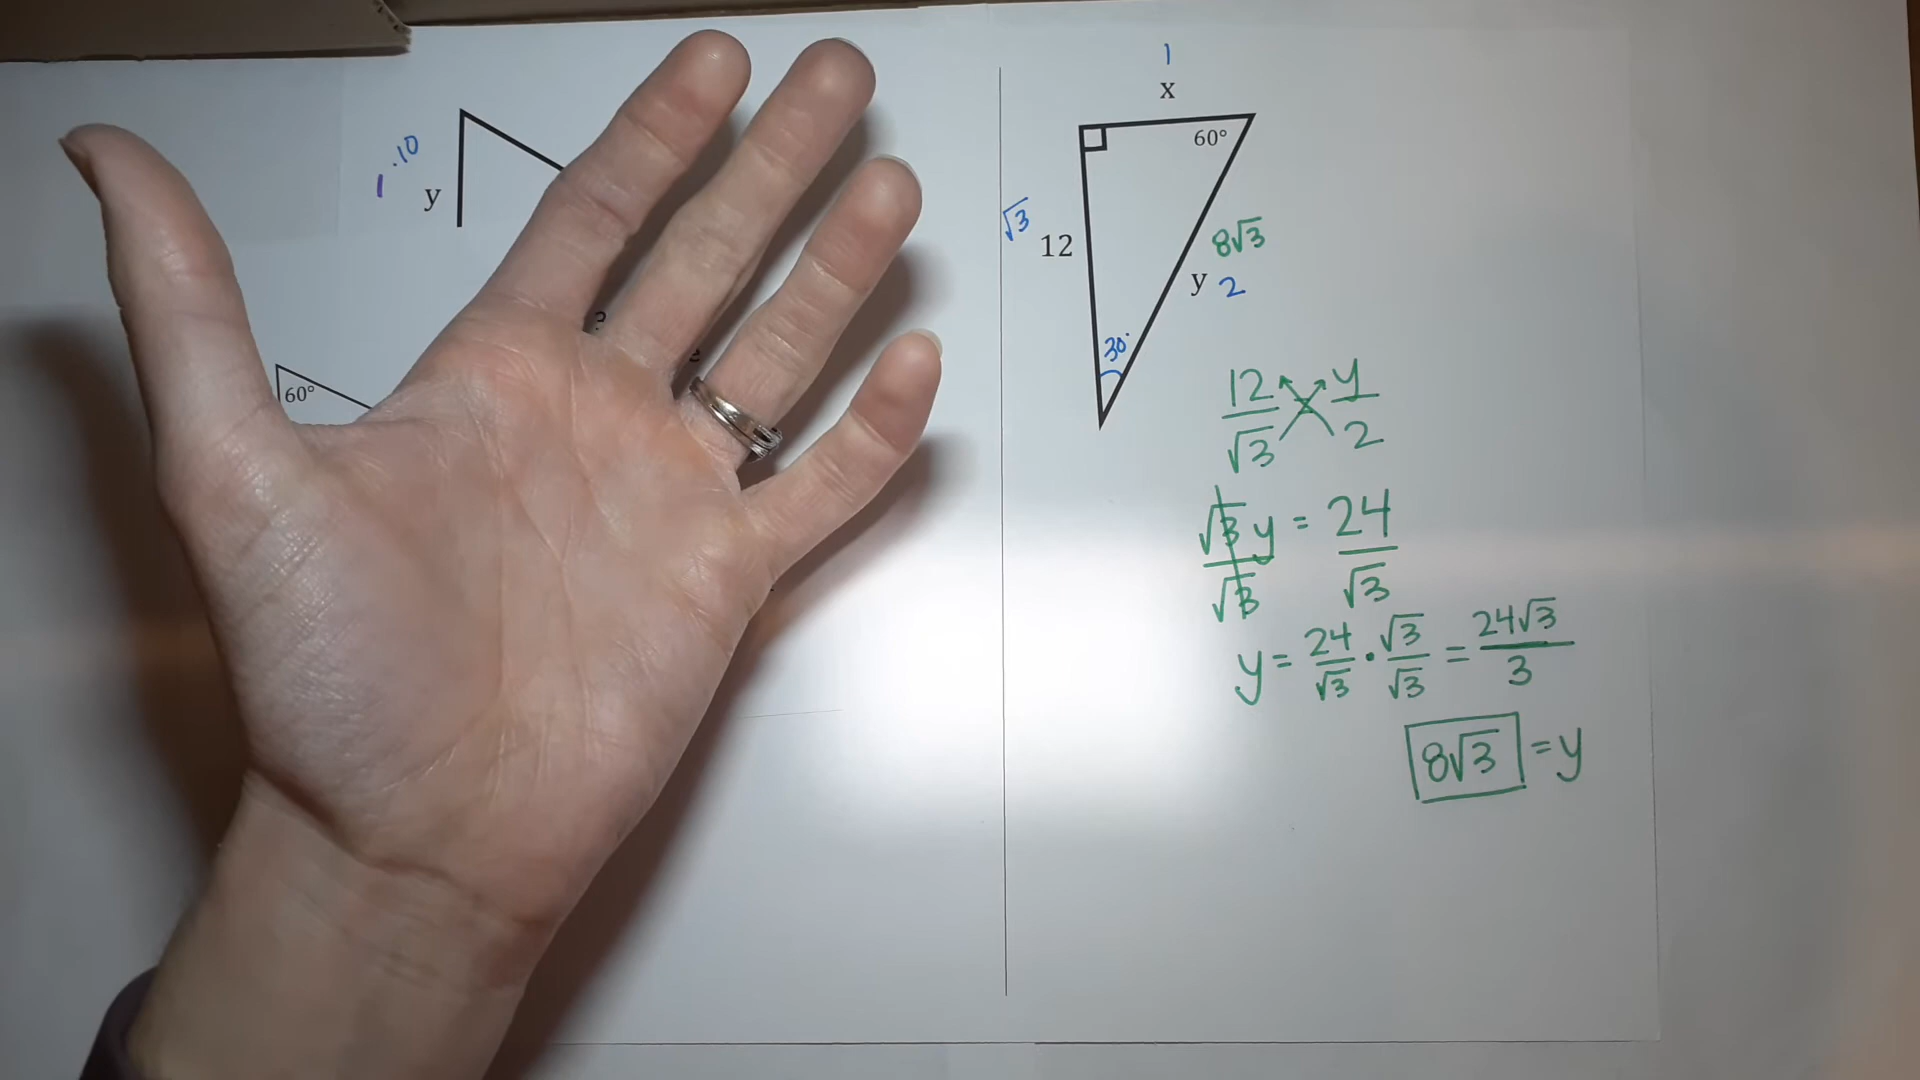 1 ·10
y
?
60°
1
x
60°
√3
12
8√3
y 2
30°
12 y
√3 2
√3 y = 24
√3 √3
y = 24/√3 · √3/√3 = 24√3/3
8√3 = y